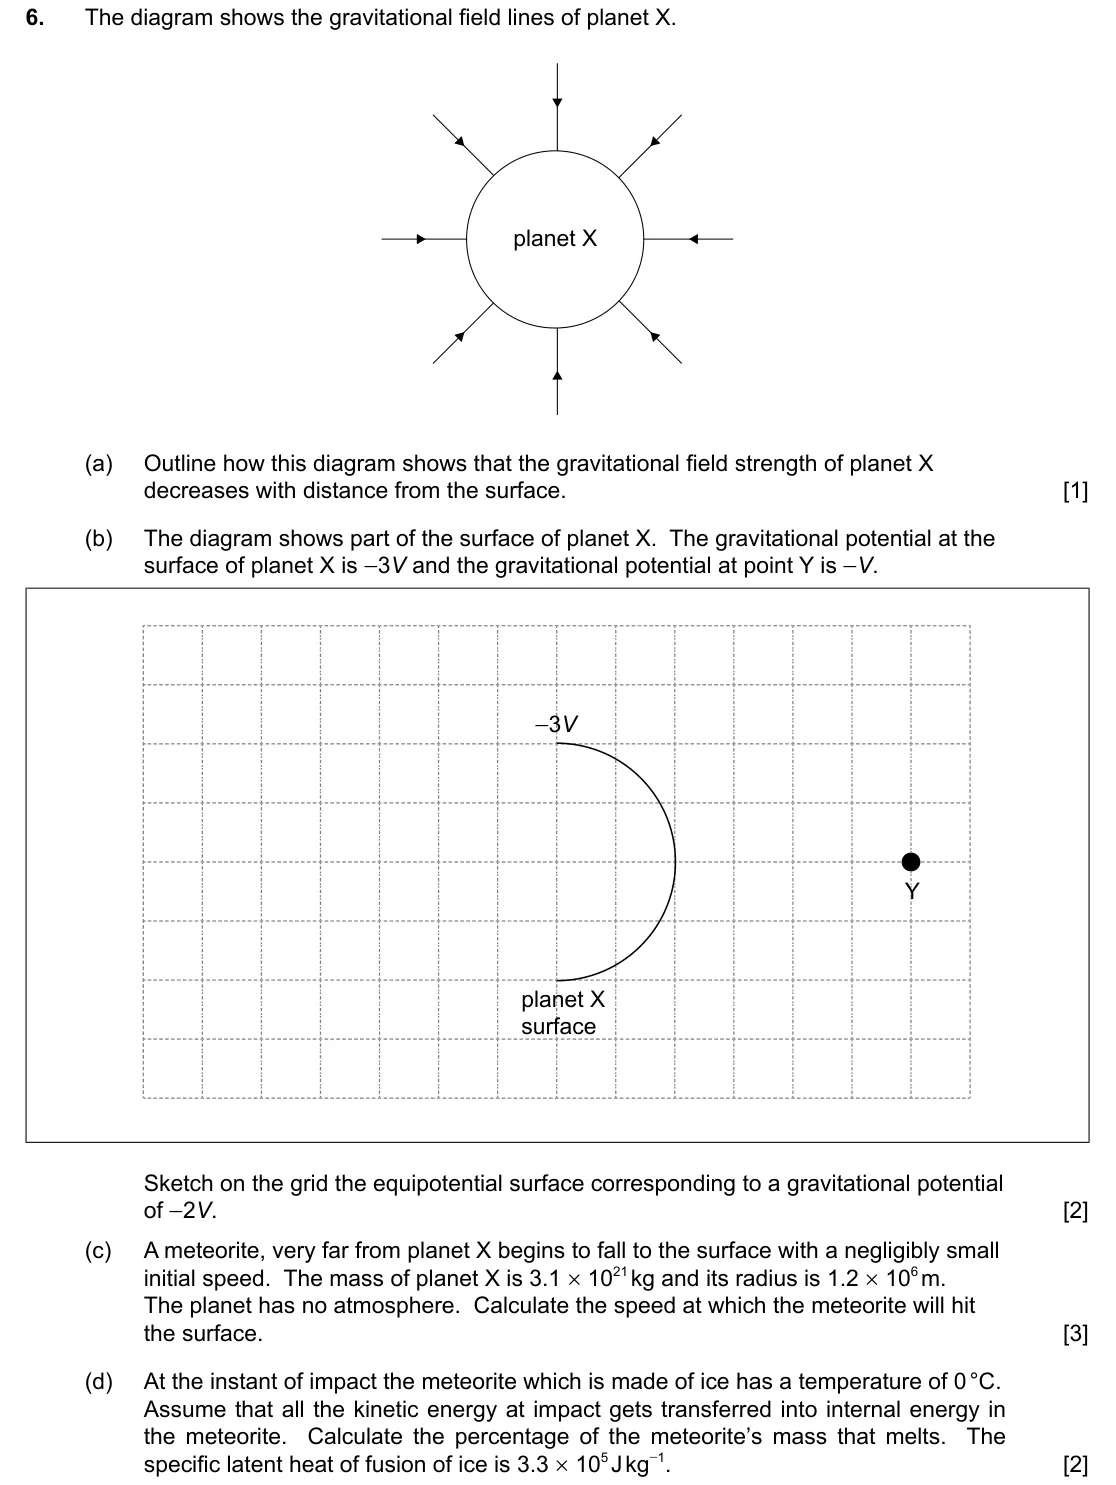 6. The diagram shows the gravitational field lines of planet X.
planet X
(a) Outline how this diagram shows that the gravitational field strength of planet X
decreases with distance from the surface. [1]
(b) The diagram shows part of the surface of planet X. The gravitational potential at the
surface of planet X is –3V and the gravitational potential at point Y is –V.
–3V
Y
planet X
surface
Sketch on the grid the equipotential surface corresponding to a gravitational potential
of –2V. [2]
(c) A meteorite, very far from planet X begins to fall to the surface with a negligibly small
initial speed. The mass of planet X is 3.1 × 10²¹ kg and its radius is 1.2 × 10⁶ m.
The planet has no atmosphere. Calculate the speed at which the meteorite will hit
the surface. [3]
(d) At the instant of impact the meteorite which is made of ice has a temperature of 0 °C.
Assume that all the kinetic energy at impact gets transferred into internal energy in
the meteorite. Calculate the percentage of the meteorite's mass that melts. The
specific latent heat of fusion of ice is 3.3 × 10⁵ J kg⁻¹. [2]